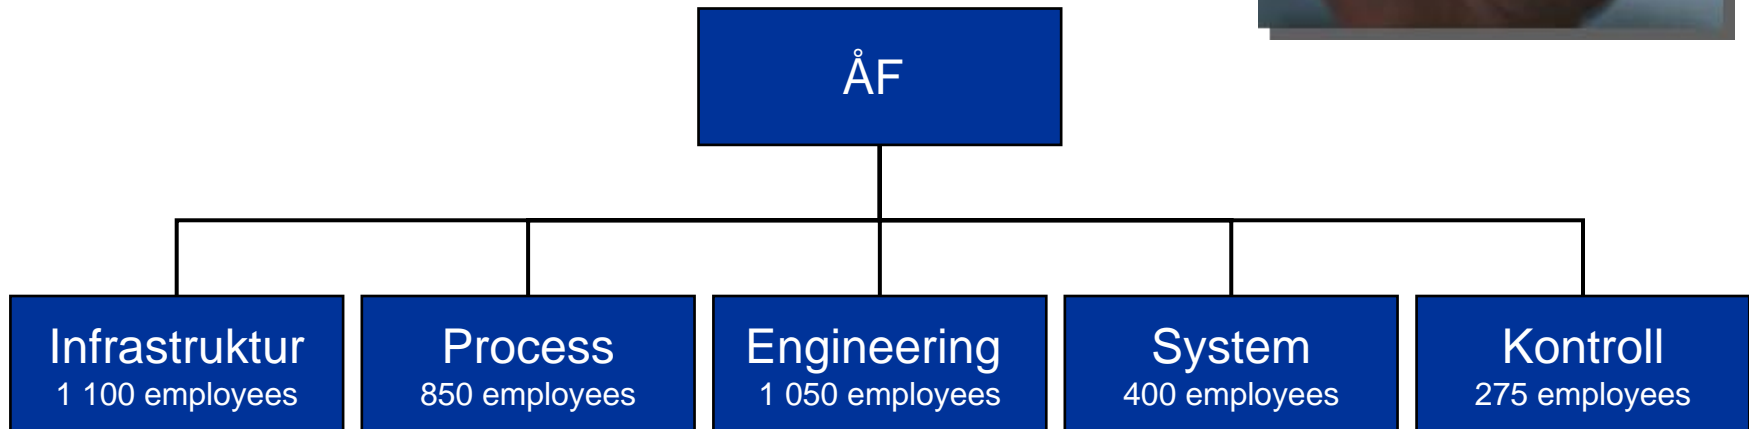 ÅF
Infrastruktur
1 100 employees
Process
850 employees
Engineering
1 050 employees
System
400 employees
Kontroll
275 employees